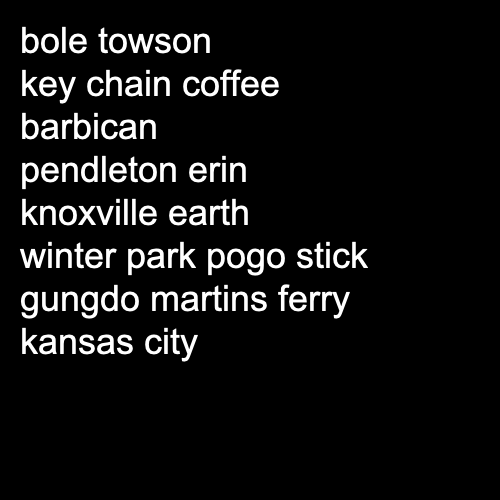 bole towson
key chain coffee
barbican
pendleton erin
knoxville earth
winter park pogo stick
gungdo martins ferry
kansas city